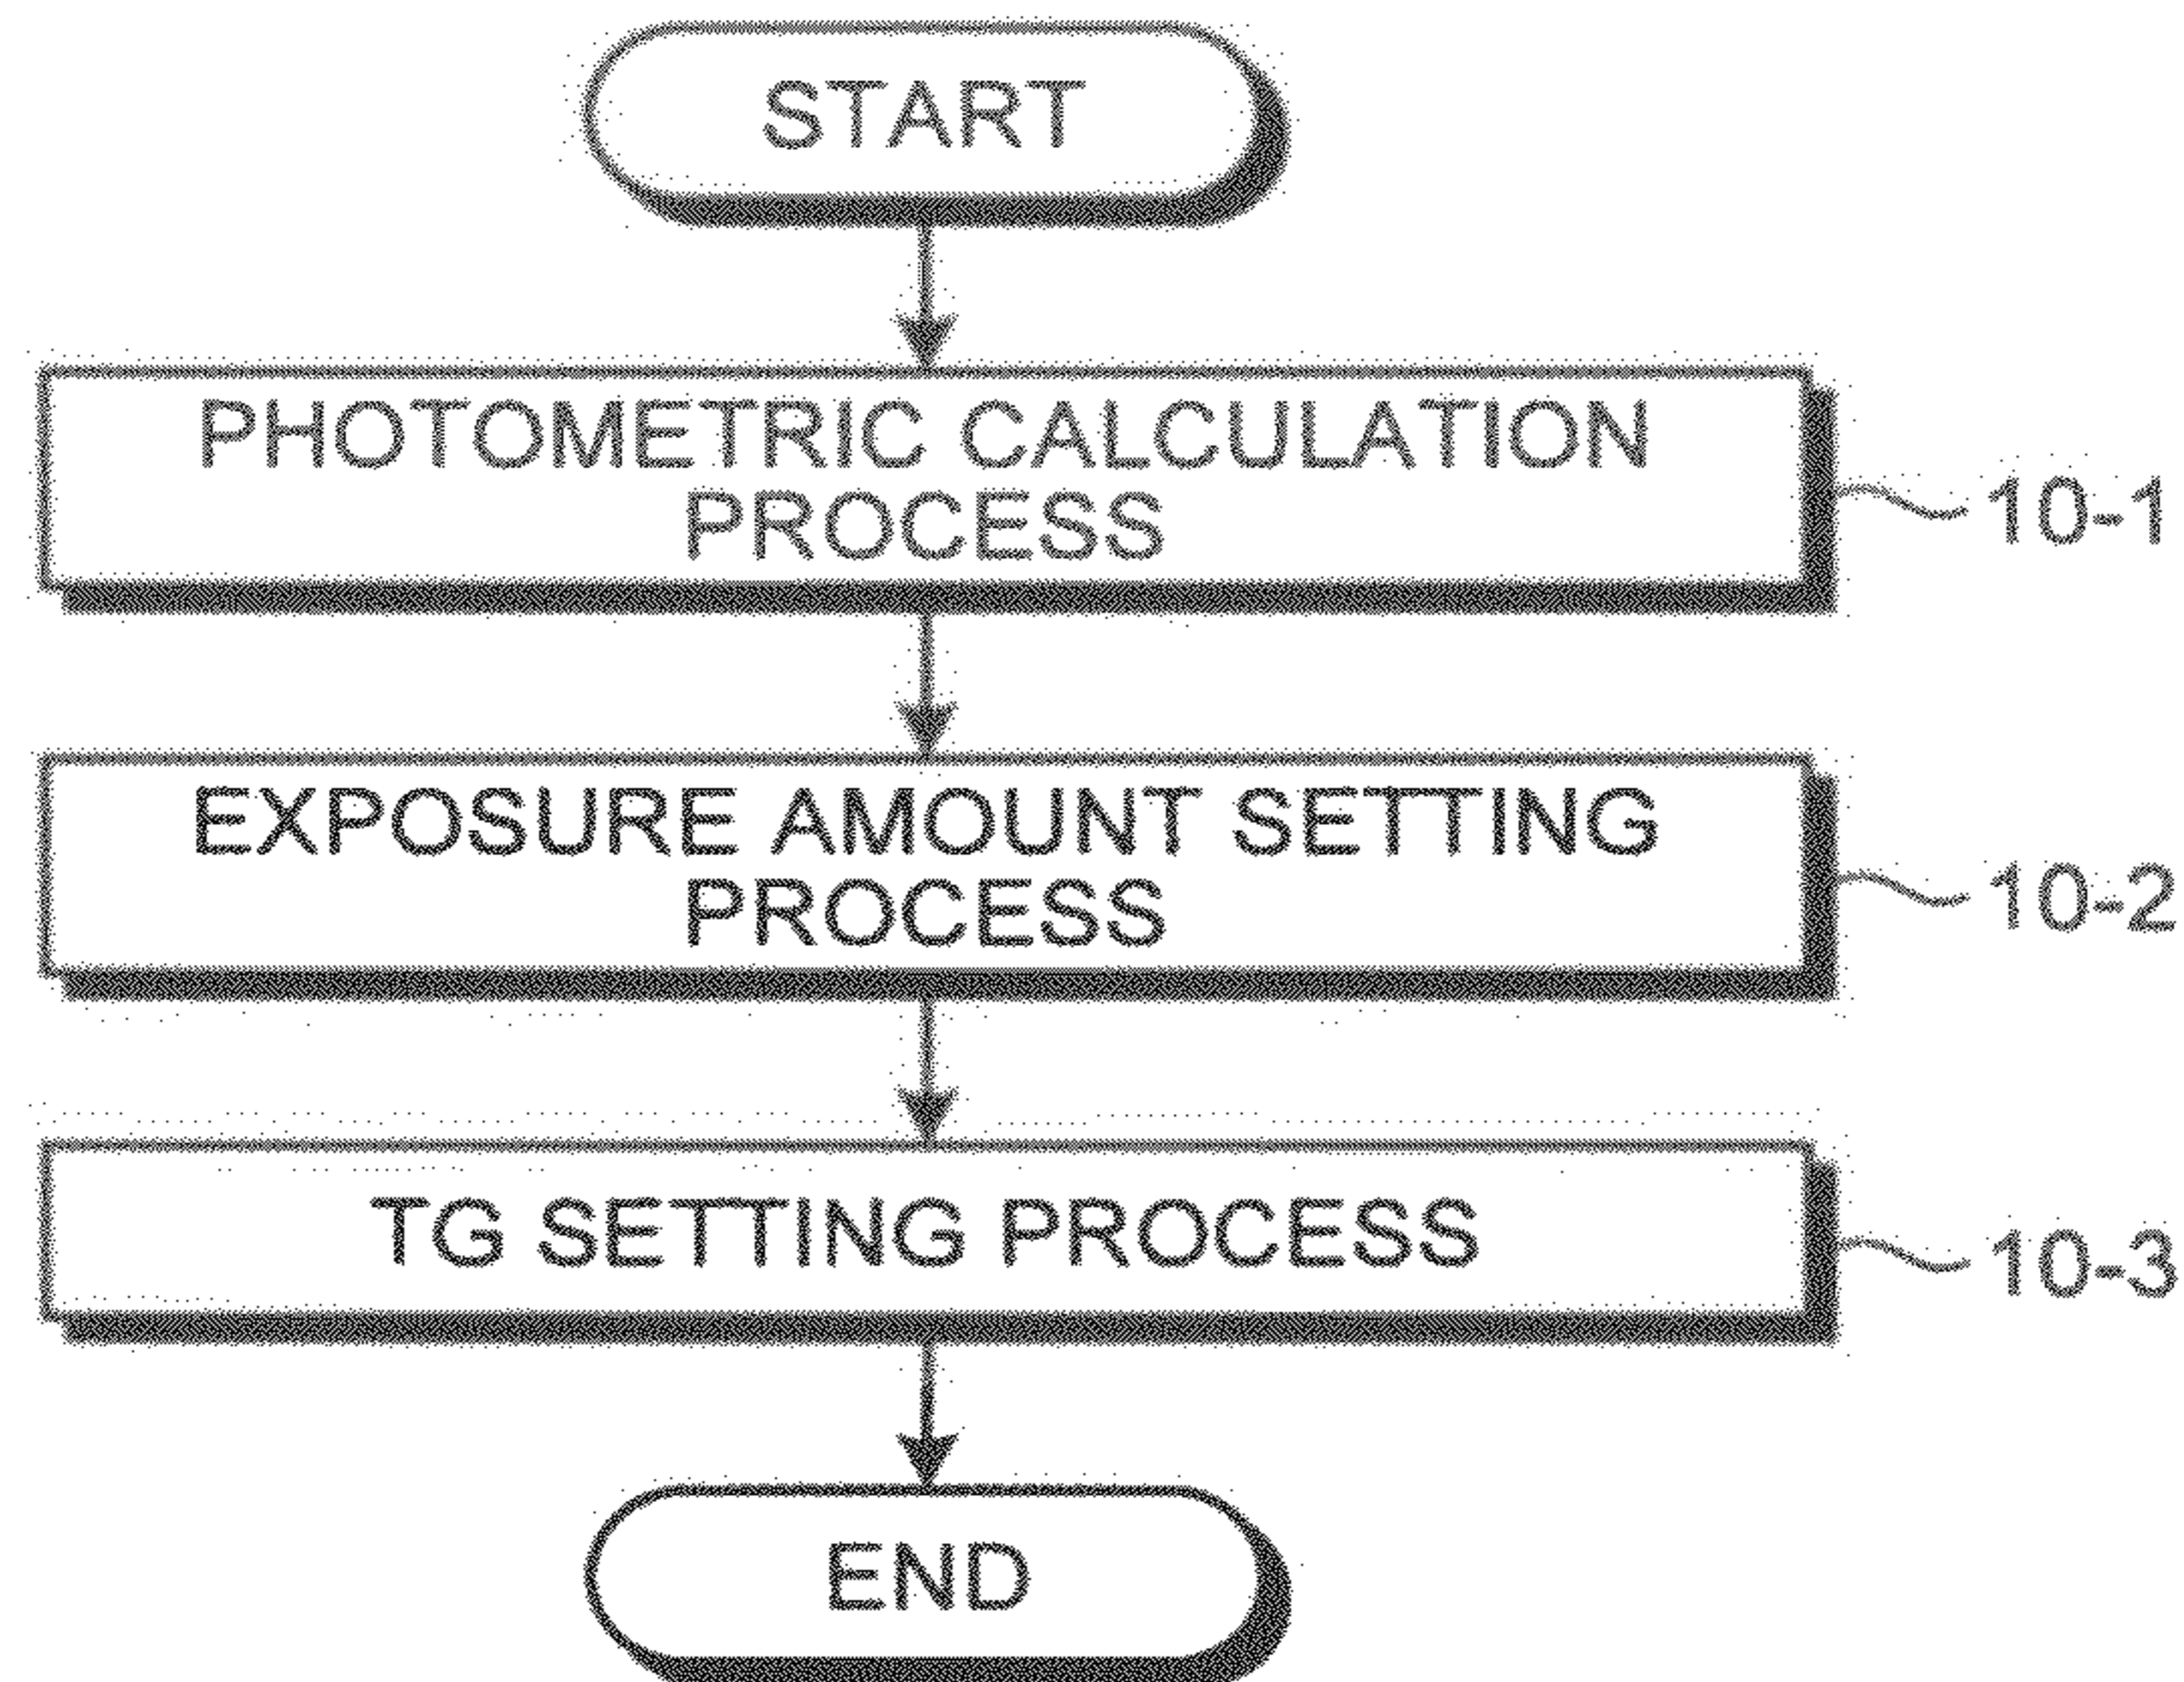 START
PHOTOMETRIC CALCULATION
PROCESS
10-1
EXPOSURE AMOUNT SETTING
PROCESS
10-2
TG SETTING PROCESS
10-3
END